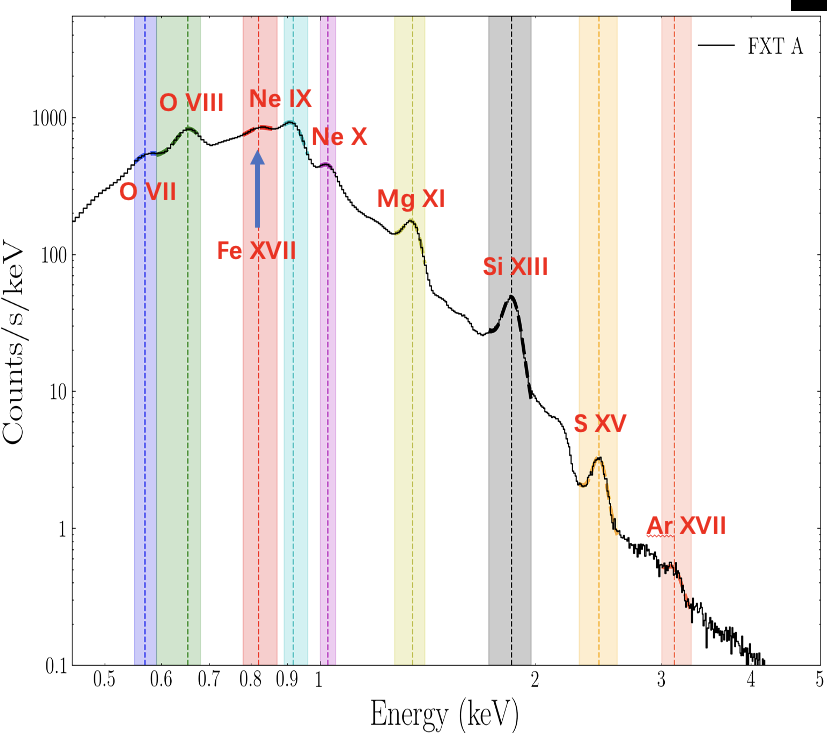 FXT A
1000
100
10
1
0.1
Counts/s/keV
O VII
O VIII
Fe XVII
Ne IX
Ne X
Mg XI
Si XIII
S XV
Ar XVII
0.5 0.6 0.7 0.8 0.9 1 2 3 4 5
Energy (keV)